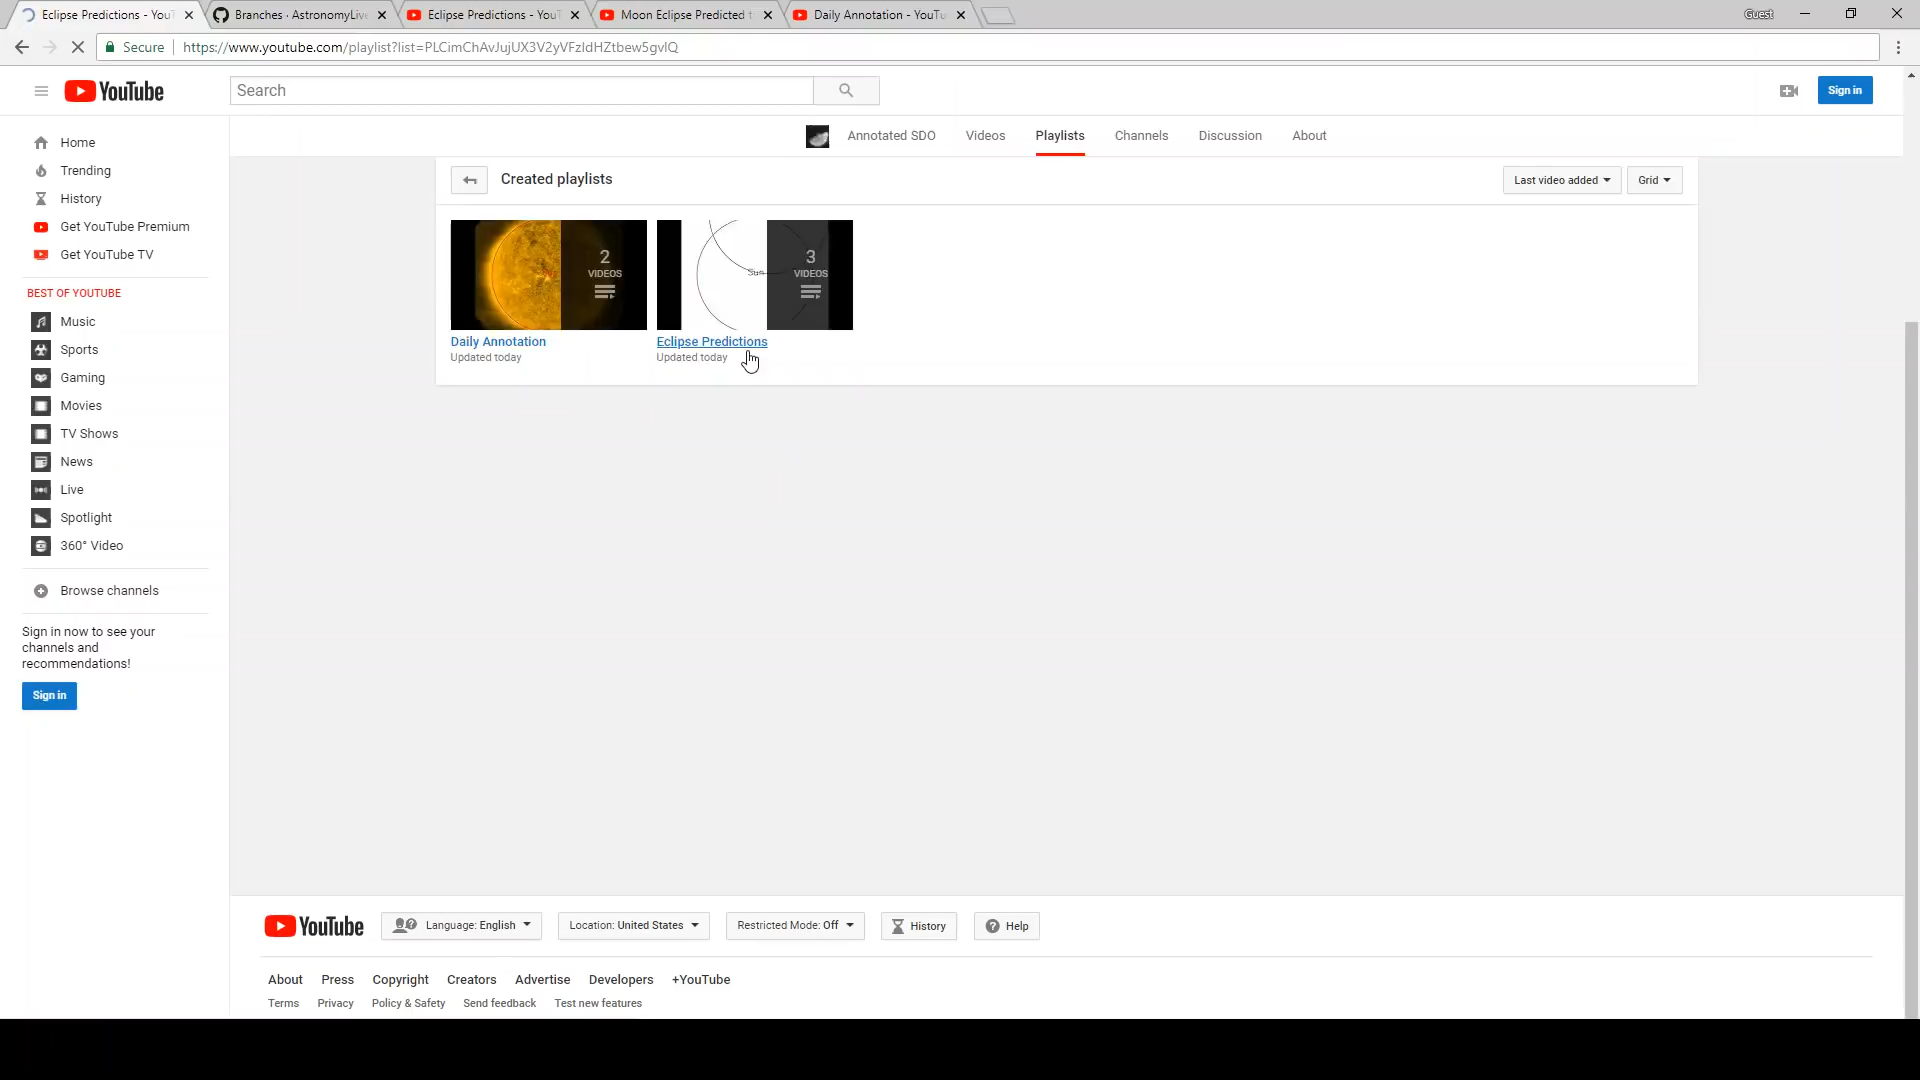 Eclipse Predictions - YouT
Branches · AstronomyLive
Eclipse Predictions - YouT
Moon Eclipse Predicted t
Daily Annotation - YouTu
Guest
Secure
https://www.youtube.com/playlist?list=PLCimChAvJujUX3V2yVFzIdHZtbew5gvlQ
YouTube
Search
Sign in
Home
Trending
History
Get YouTube Premium
Get YouTube TV
BEST OF YOUTUBE
Music
Sports
Gaming
Movies
TV Shows
News
Live
Spotlight
360° Video
Browse channels
Sign in now to see your
channels and
recommendations!
Sign in
Annotated SDO
Videos
Playlists
Channels
Discussion
About
Created playlists
Last video added
Grid
Sun
2
VIDEOS
Sun
3
VIDEOS
Daily Annotation
Updated today
Eclipse Predictions
Updated today
YouTube
Language: English
Location: United States
Restricted Mode: Off
History
Help
About
Press
Copyright
Creators
Advertise
Developers
+YouTube
Terms
Privacy
Policy & Safety
Send feedback
Test new features